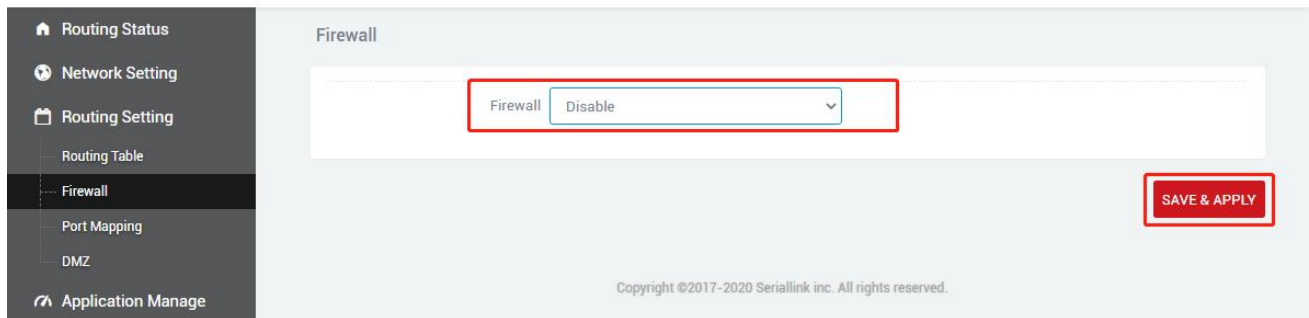 Routing Status
Network Setting
Routing Setting
Routing Table
Firewall
Port Mapping
DMZ
Application Manage
Firewall
Firewall Disable
SAVE & APPLY
Copyright ©2017-2020 Seriallink inc. All rights reserved.